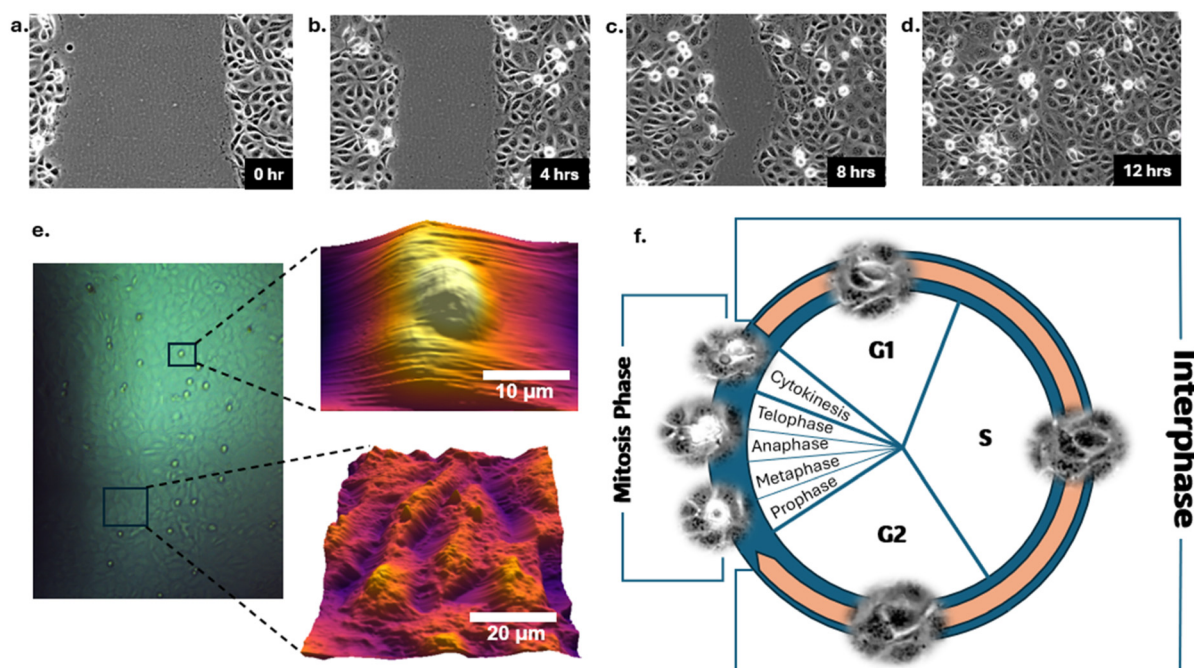 a.
0 hr
b.
4 hrs
c.
8 hrs
d.
12 hrs
e.
10 µm
20 µm
f.
Mitosis Phase
G1
Cytokinesis
Telophase
Anaphase
Metaphase
Prophase
S
G2
Interphase